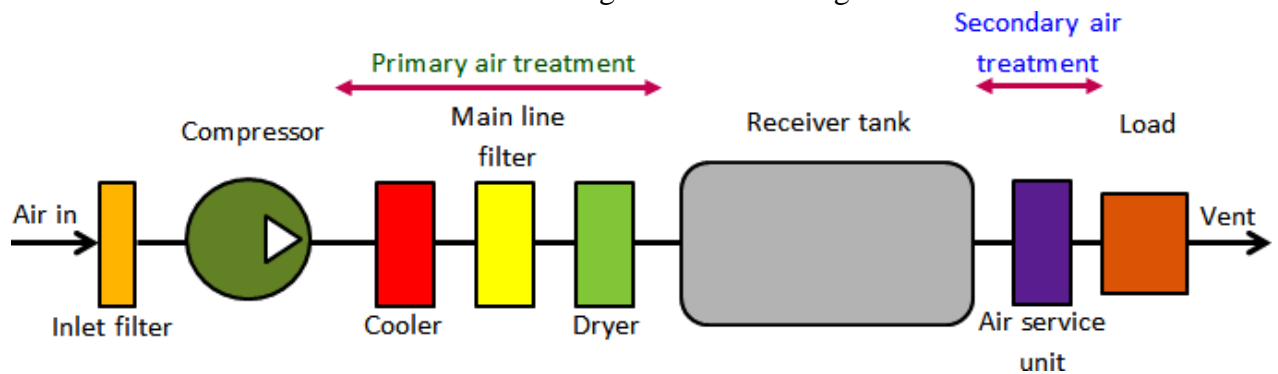 Secondary air
treatment
Primary air treatment
Compressor
Main line
filter
Receiver tank
Load
Air in
Vent
Inlet filter
Cooler
Dryer
Air service
unit